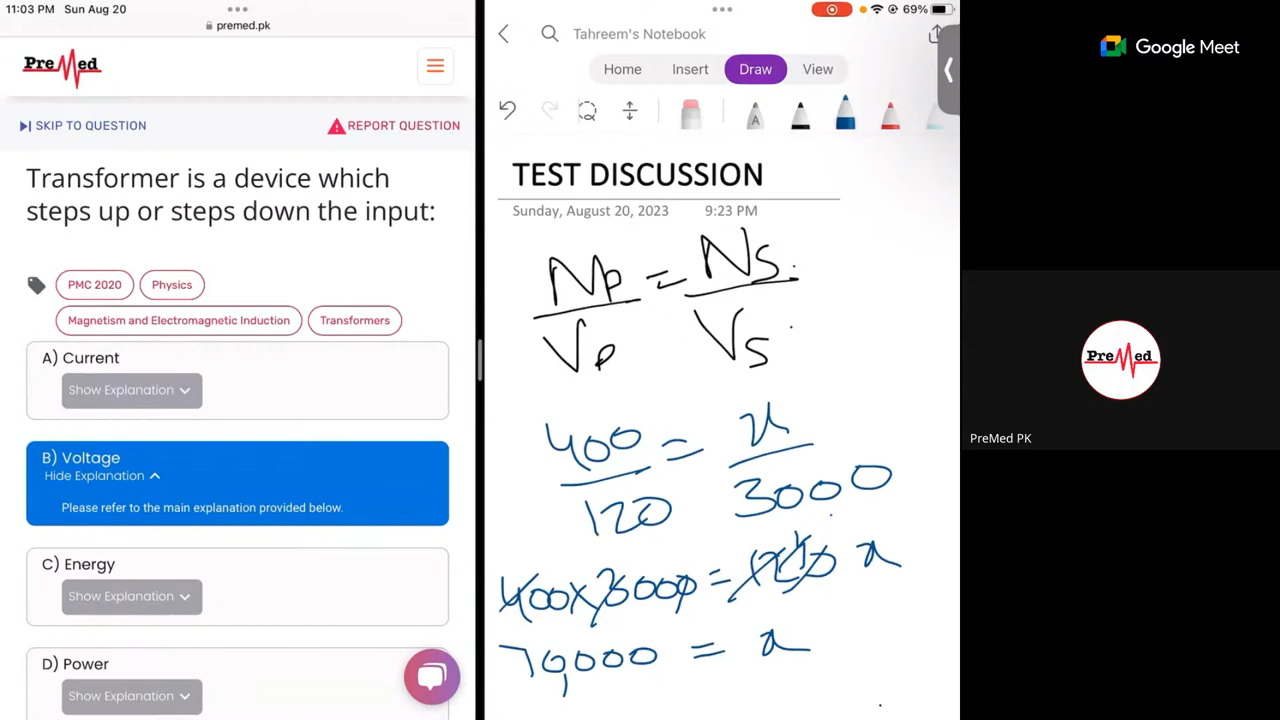 11:03 PM Sun Aug 20
premed.pk
PreMed
SKIP TO QUESTION
REPORT QUESTION
Transformer is a device which
steps up or steps down the input:
PMC 2020
Physics
Magnetism and Electromagnetic Induction
Transformers
A) Current
Show Explanation
B) Voltage
Hide Explanation
Please refer to the main explanation provided below.
C) Energy
Show Explanation
D) Power
Show Explanation
69%
Tahreem's Notebook
Home Insert Draw View
A
TEST DISCUSSION
Sunday, August 20, 2023 9:23 PM
Np = Ns
Vp Vs
400 = x
120 3000
400x3000 = 120 x
10,000 = x
Google Meet
PreMed
PreMed PK